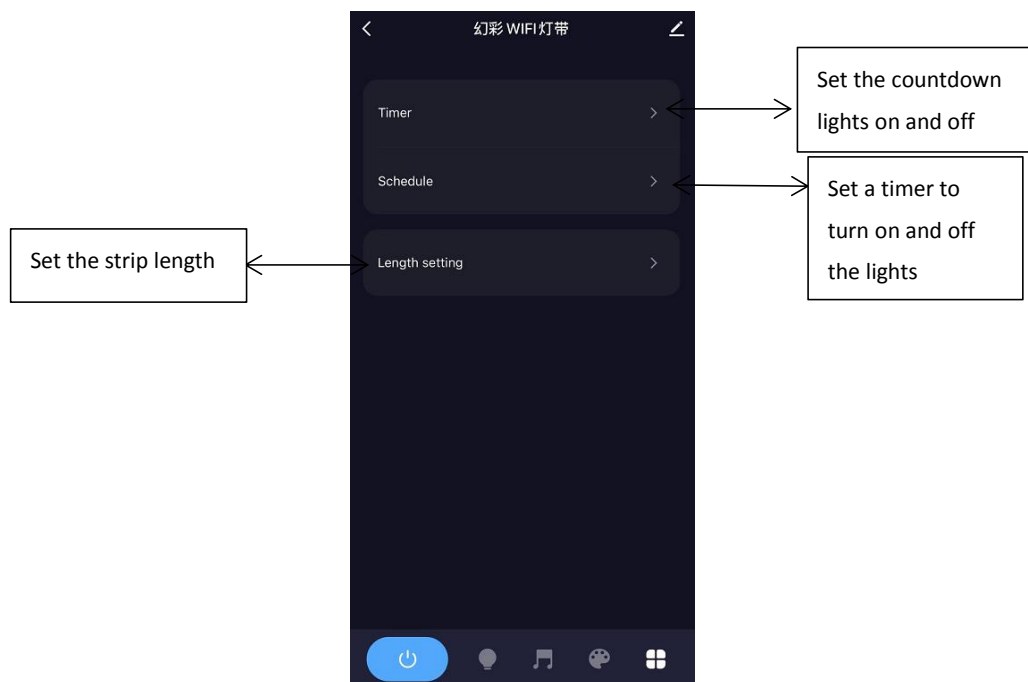 幻彩 WIFI灯带
Timer
Set the countdown
lights on and off
Schedule
Set a timer to
turn on and off
the lights
Set the strip length
Length setting